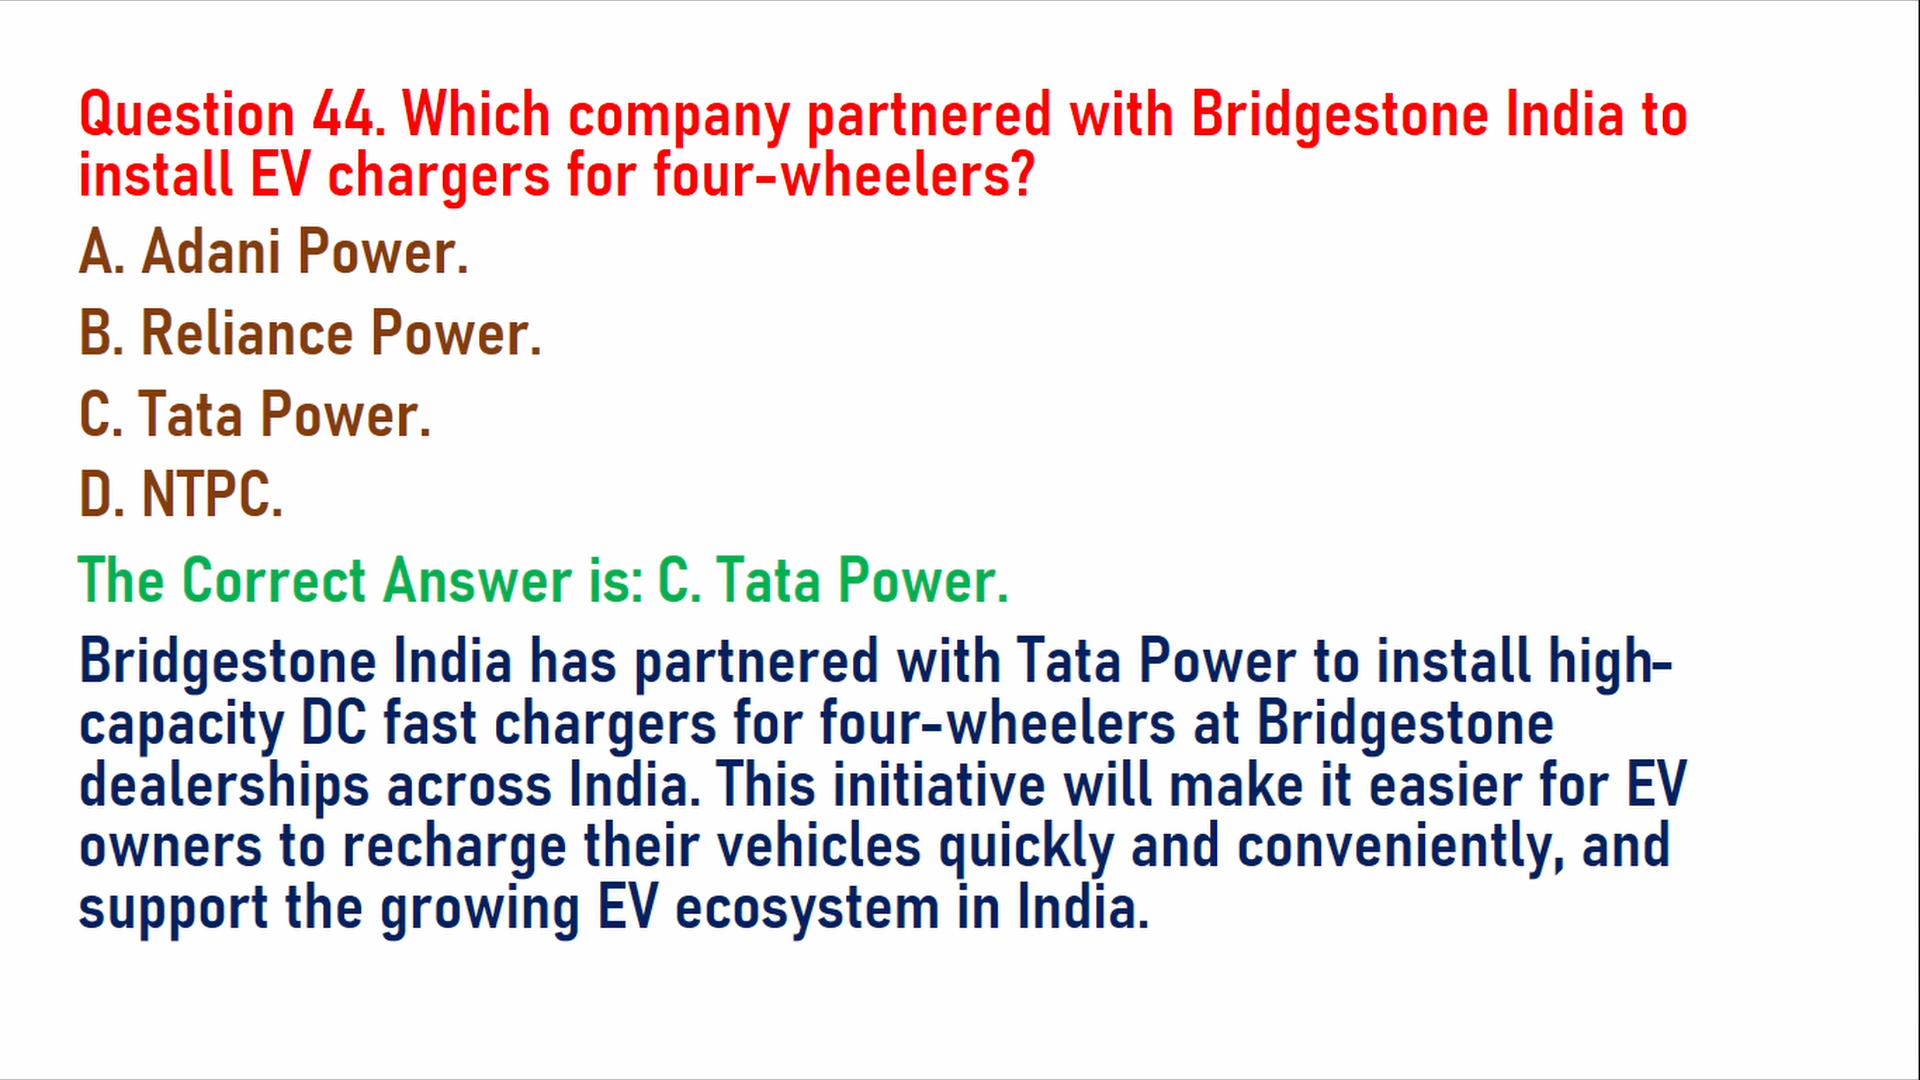 Question 44. Which company partnered with Bridgestone India to
install EV chargers for four-wheelers?
A. Adani Power.
B. Reliance Power.
C. Tata Power.
D. NTPC.
The Correct Answer is: C. Tata Power.
Bridgestone India has partnered with Tata Power to install high-
capacity DC fast chargers for four-wheelers at Bridgestone
dealerships across India. This initiative will make it easier for EV
owners to recharge their vehicles quickly and conveniently, and
support the growing EV ecosystem in India.